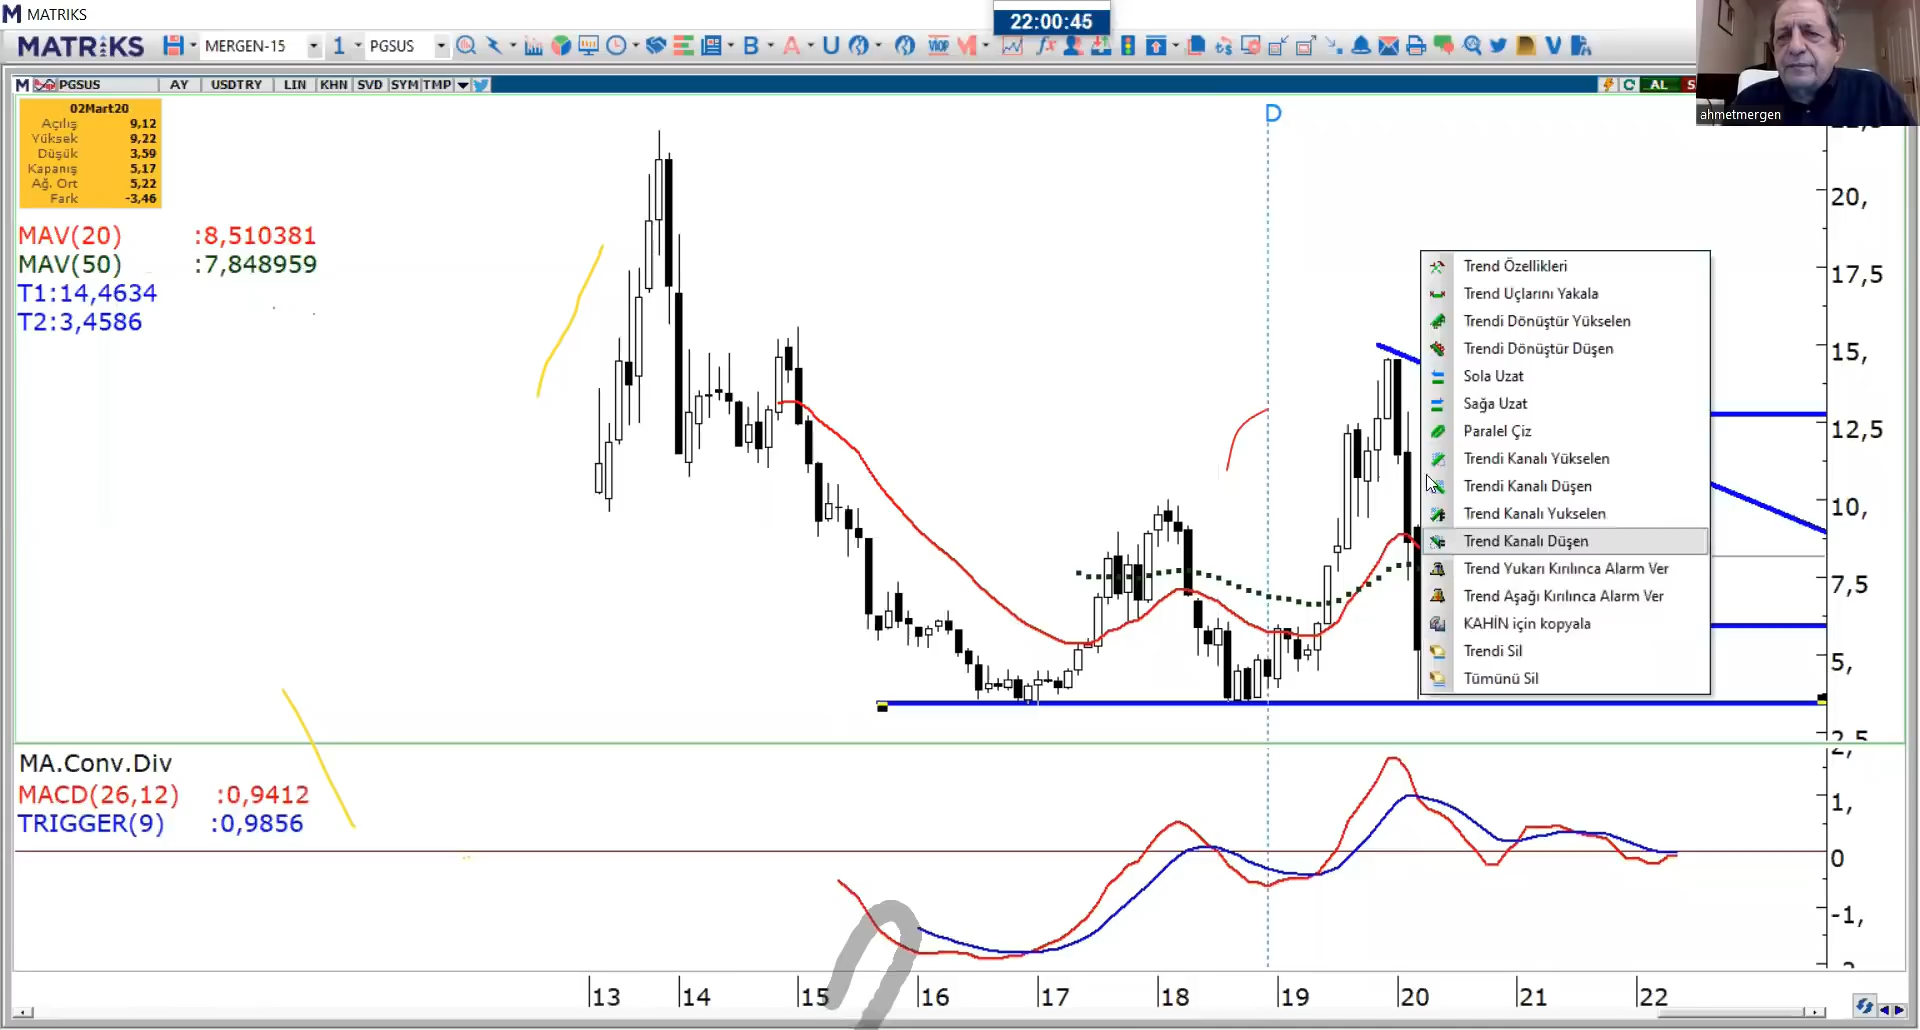 MATRIKS
22:00:45
MATRIKS MERGEN-15 1 PGSUS B A U VIOP M fx V
ahmetmergen
M PGSUS AY USDTRY LIN KHN SVD SYM TMP AL
02Mart20
Açılış 9,12
Yüksek 9,22
Düşük 3,59
Kapanış 5,17
Ağ. Ort 5,22
Fark -3,46
MAV(20) :8,510381
MAV(50) :7,848959
T1:14,4634
T2:3,4586
D
20,
17,5
15,
12,5
10,
7,5
5,
2,5
Trend Özellikleri
Trend Uçlarını Yakala
Trendi Dönüştür Yükselen
Trendi Dönüştür Düşen
Sola Uzat
Sağa Uzat
Paralel Çiz
Trendi Kanalı Yükselen
Trendi Kanalı Düşen
Trend Kanalı Yukselen
Trend Kanalı Düşen
Trend Yukarı Kırılınca Alarm Ver
Trend Aşağı Kırılınca Alarm Ver
KAHİN için kopyala
Trendi Sil
Tümünü Sil
MA.Conv.Div
MACD(26,12) :0,9412
TRIGGER(9) :0,9856
2,
1,
0
-1,
13 14 15 16 17 18 19 20 21 22